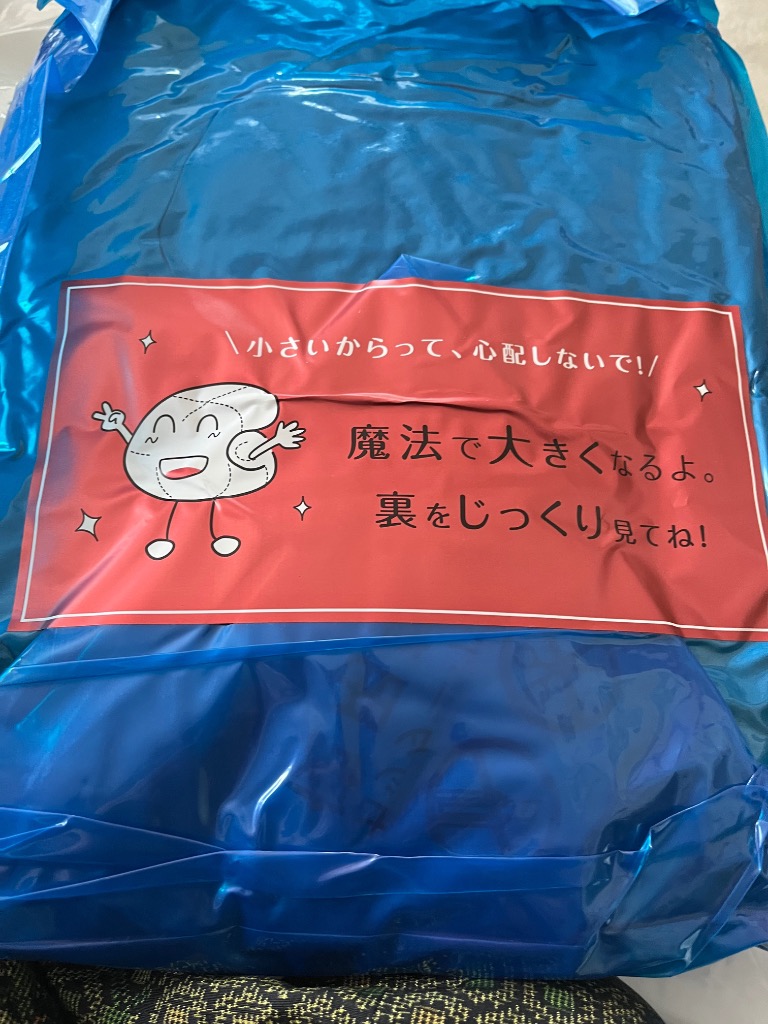 \ 小さいからって、心配しないで! /
魔法で大きくなるよ。
裏をじっくり見てね!